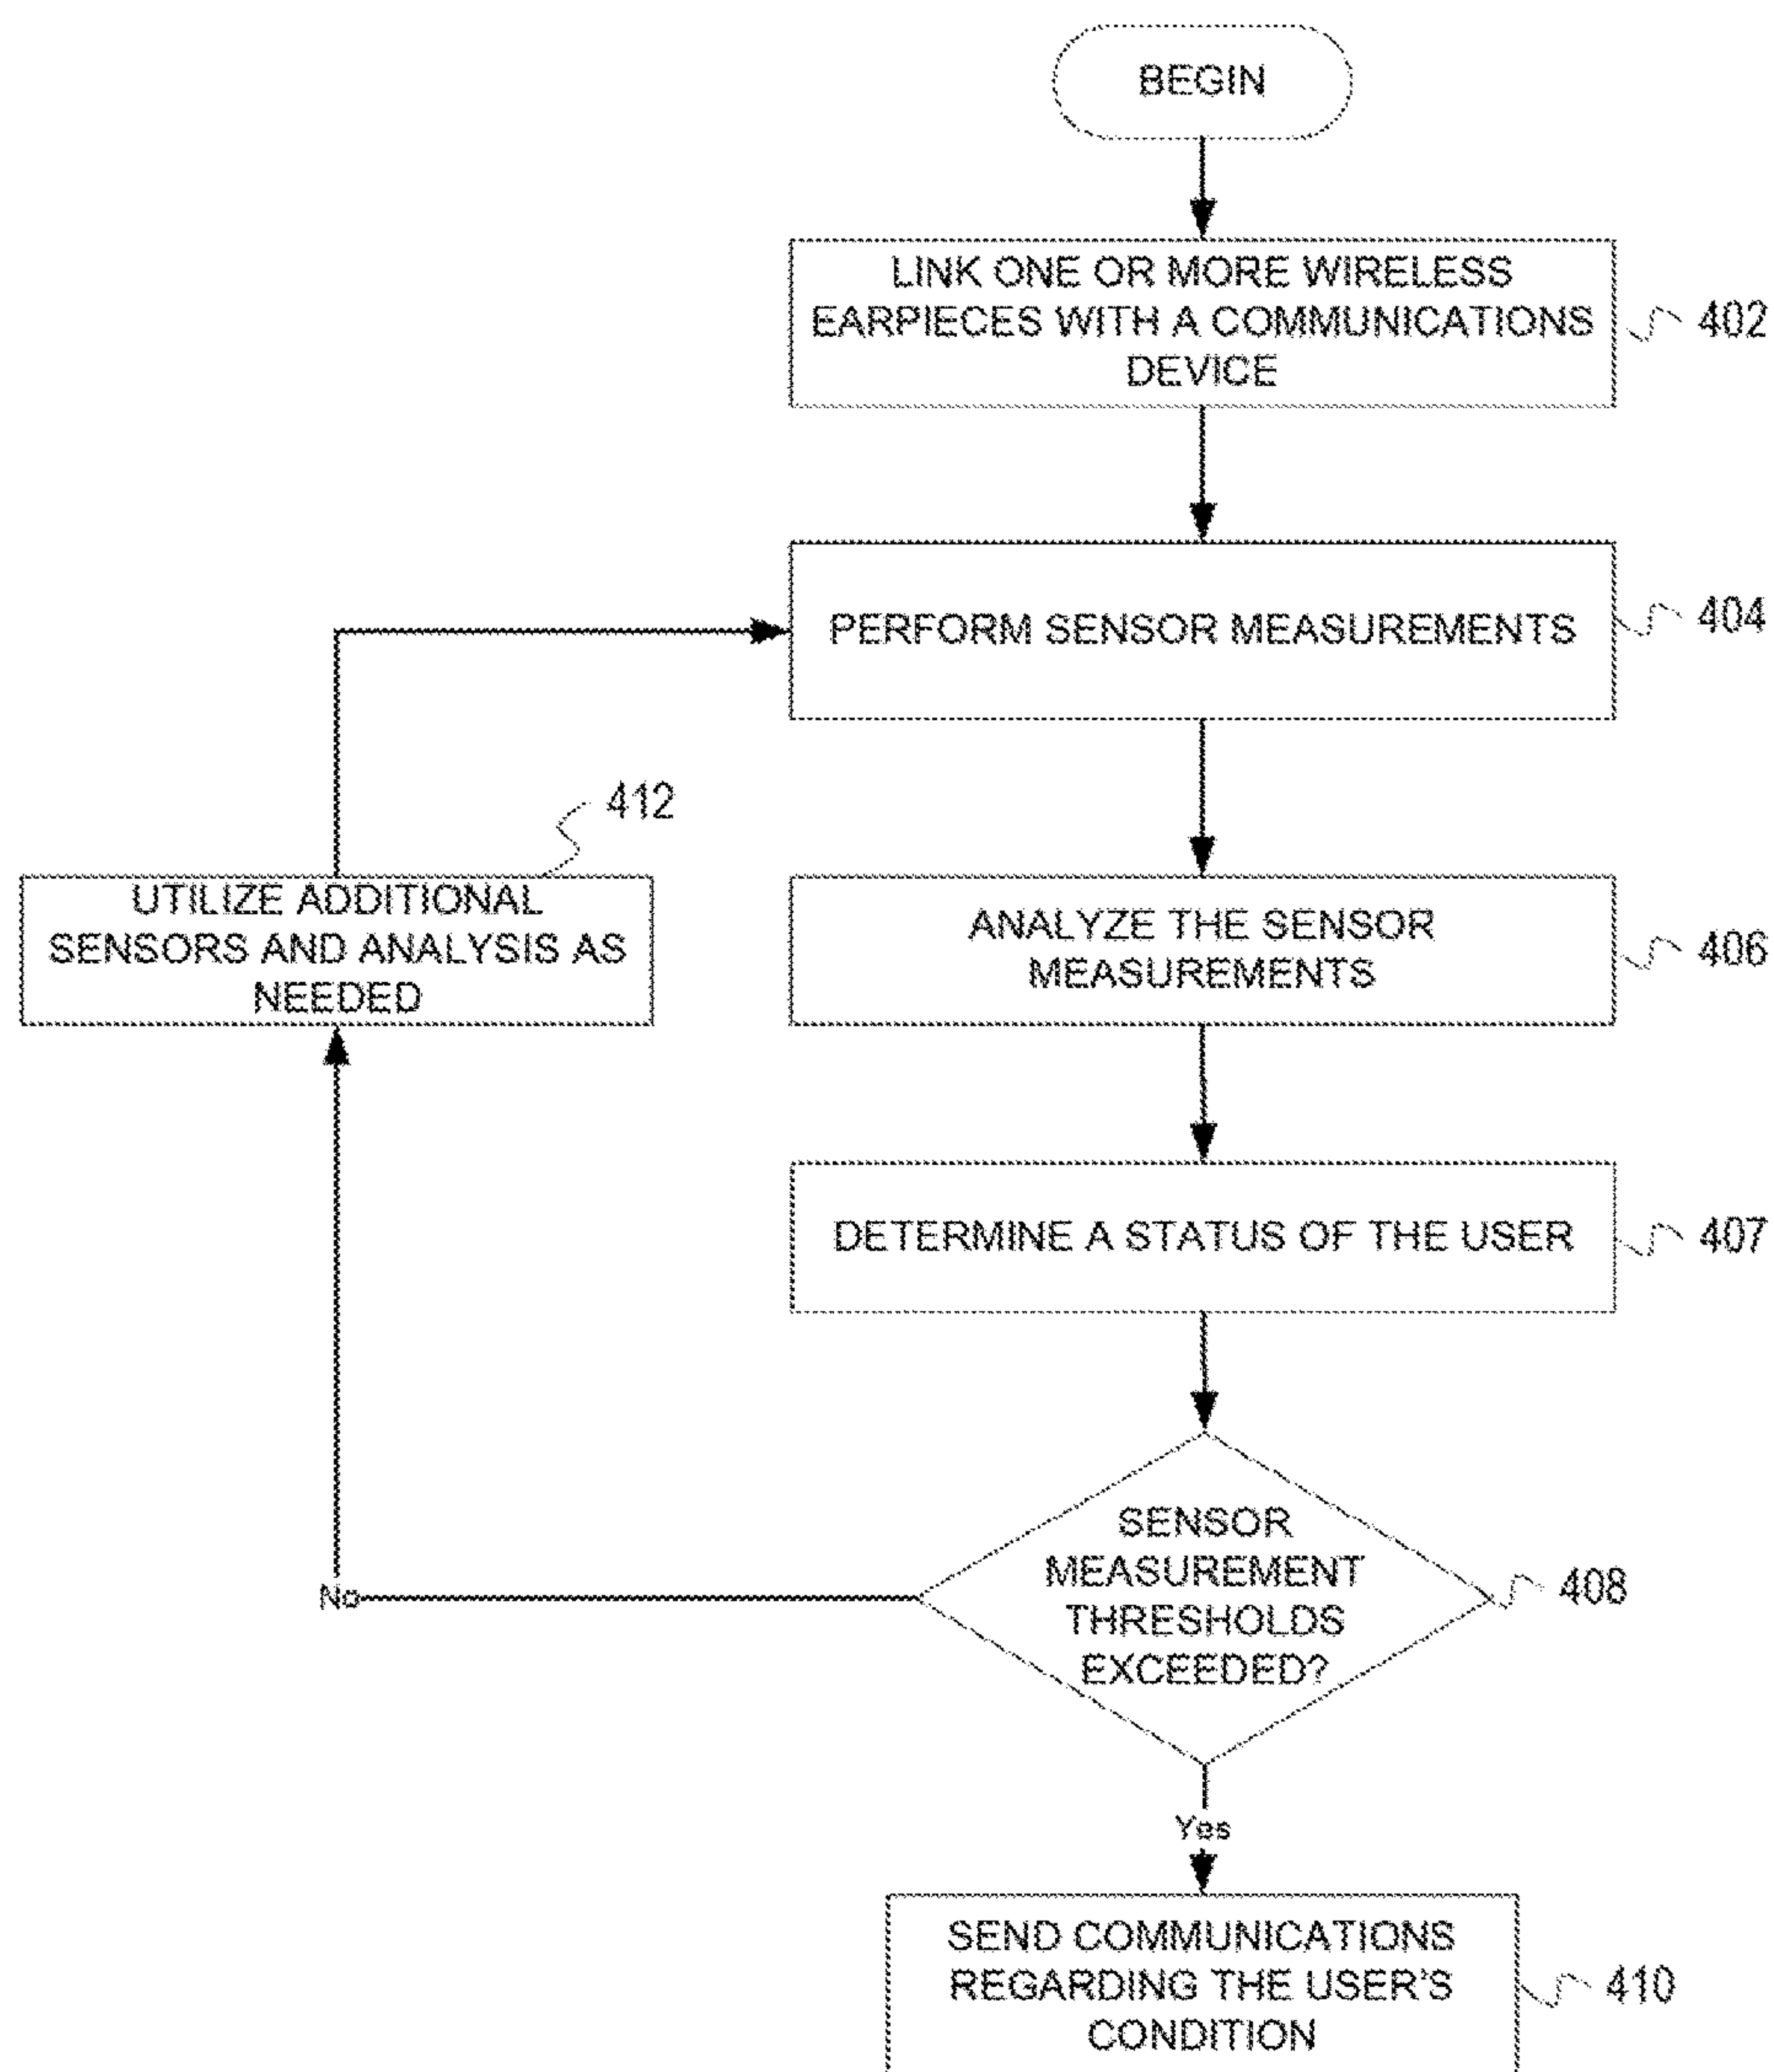 BEGIN
LINK ONE OR MORE WIRELESS
EARPIECES WITH A COMMUNICATIONS
DEVICE
402
PERFORM SENSOR MEASUREMENTS
404
412
UTILIZE ADDITIONAL
SENSORS AND ANALYSIS AS
NEEDED
ANALYZE THE SENSOR
MEASUREMENTS
406
DETERMINE A STATUS OF THE USER
407
SENSOR
MEASUREMENT
THRESHOLDS
EXCEEDED?
408
No
Yes
SEND COMMUNICATIONS
REGARDING THE USER'S
CONDITION
410